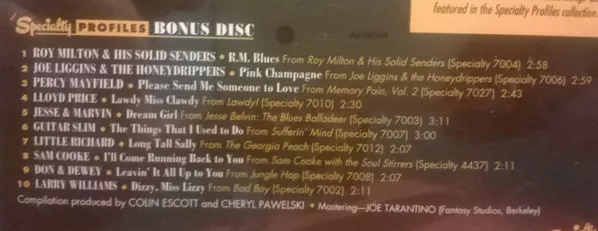 featured in the Specialty Profiles collection.
Specialty PROFILES BONUS DISC
1 ROY MILTON & HIS SOLID SENDERS • R.M. Blues From Roy Milton & His Solid Senders (Specialty 7004) 2:58
2 JOE LIGGINS & THE HONEYDRIPPERS • Pink Champagne From Joe Liggins & the Honeydrippers (Specialty 7006) 2:59
3 PERCY MAYFIELD • Please Send Me Someone to Love From Memory Pain, Vol. 2 (Specialty 7027) 2:43
4 LLOYD PRICE • Lawdy Miss Clawdy From Lawdy! (Specialty 7010) 2:30
5 JESSE & MARVIN • Dream Girl From Jesse Belvin: The Blues Balladeer (Specialty 7003) 3:11
6 GUITAR SLIM • The Things That I Used to Do From Sufferin' Mind (Specialty 7007) 3:00
7 LITTLE RICHARD • Long Tall Sally From The Georgia Peach (Specialty 7012) 2:07
8 SAM COOKE • I'll Come Running Back to You From Sam Cooke with the Soul Stirrers (Specialty 4437) 2:11
9 DON & DEWEY • Leavin' It All Up to You From Jungle Hop (Specialty 7008) 2:07
10 LARRY WILLIAMS • Dizzy, Miss Lizzy From Bad Boy (Specialty 7002) 2:11
Compilation produced by COLIN ESCOTT and CHERYL PAWELSKI • Mastering—JOE TARANTINO (Fantasy Studios, Berkeley)